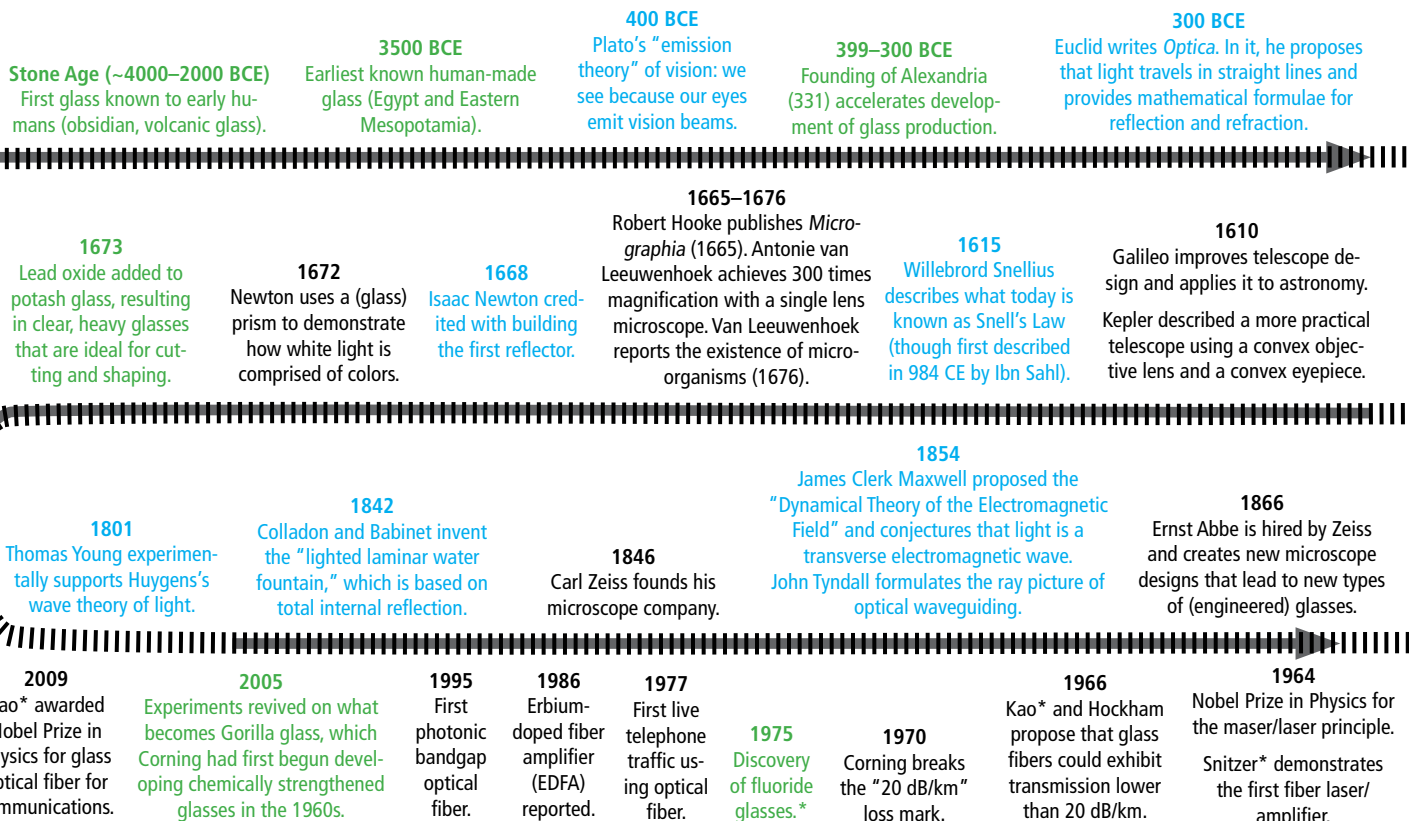 Stone Age (~4000–2000 BCE)
First glass known to early hu-
mans (obsidian, volcanic glass).
3500 BCE
Earliest known human-made
glass (Egypt and Eastern
Mesopotamia).
400 BCE
Plato's "emission
theory" of vision: we
see because our eyes
emit vision beams.
399–300 BCE
Founding of Alexandria
(331) accelerates develop-
ment of glass production.
300 BCE
Euclid writes Optica. In it, he proposes
that light travels in straight lines and
provides mathematical formulae for
reflection and refraction.
1673
Lead oxide added to
potash glass, resulting
in clear, heavy glasses
that are ideal for cut-
ting and shaping.
1672
Newton uses a (glass)
prism to demonstrate
how white light is
comprised of colors.
1668
Isaac Newton cred-
ited with building
the first reflector.
1665–1676
Robert Hooke publishes Micro-
graphia (1665). Antonie van
Leeuwenhoek achieves 300 times
magnification with a single lens
microscope. Van Leeuwenhoek
reports the existence of micro-
organisms (1676).
1615
Willebrord Snellius
describes what today is
known as Snell's Law
(though first described
in 984 CE by Ibn Sahl).
1610
Galileo improves telescope de-
sign and applies it to astronomy.
Kepler described a more practical
telescope using a convex objec-
tive lens and a convex eyepiece.
1801
Thomas Young experimen-
tally supports Huygens's
wave theory of light.
1842
Colladon and Babinet invent
the "lighted laminar water
fountain," which is based on
total internal reflection.
1846
Carl Zeiss founds his
microscope company.
1854
James Clerk Maxwell proposed the
"Dynamical Theory of the Electromagnetic
Field" and conjectures that light is a
transverse electromagnetic wave.
John Tyndall formulates the ray picture of
optical waveguiding.
1866
Ernst Abbe is hired by Zeiss
and creates new microscope
designs that lead to new types
of (engineered) glasses.
2009
ao* awarded
obel Prize in
ysics for glass
tical fiber for
mmunications.
2005
Experiments revived on what
becomes Gorilla glass, which
Corning had first begun devel-
oping chemically strengthened
glasses in the 1960s.
1995
First
photonic
bandgap
optical
fiber.
1986
Erbium-
doped fiber
amplifier
(EDFA)
reported.
1977
First live
telephone
traffic us-
ing optical
fiber.
1975
Discovery
of fluoride
glasses.*
1970
Corning breaks
the "20 dB/km"
loss mark.
1966
Kao* and Hockham
propose that glass
fibers could exhibit
transmission lower
than 20 dB/km.
1964
Nobel Prize in Physics for
the maser/laser principle.
Snitzer* demonstrates
the first fiber laser/
amplifier.